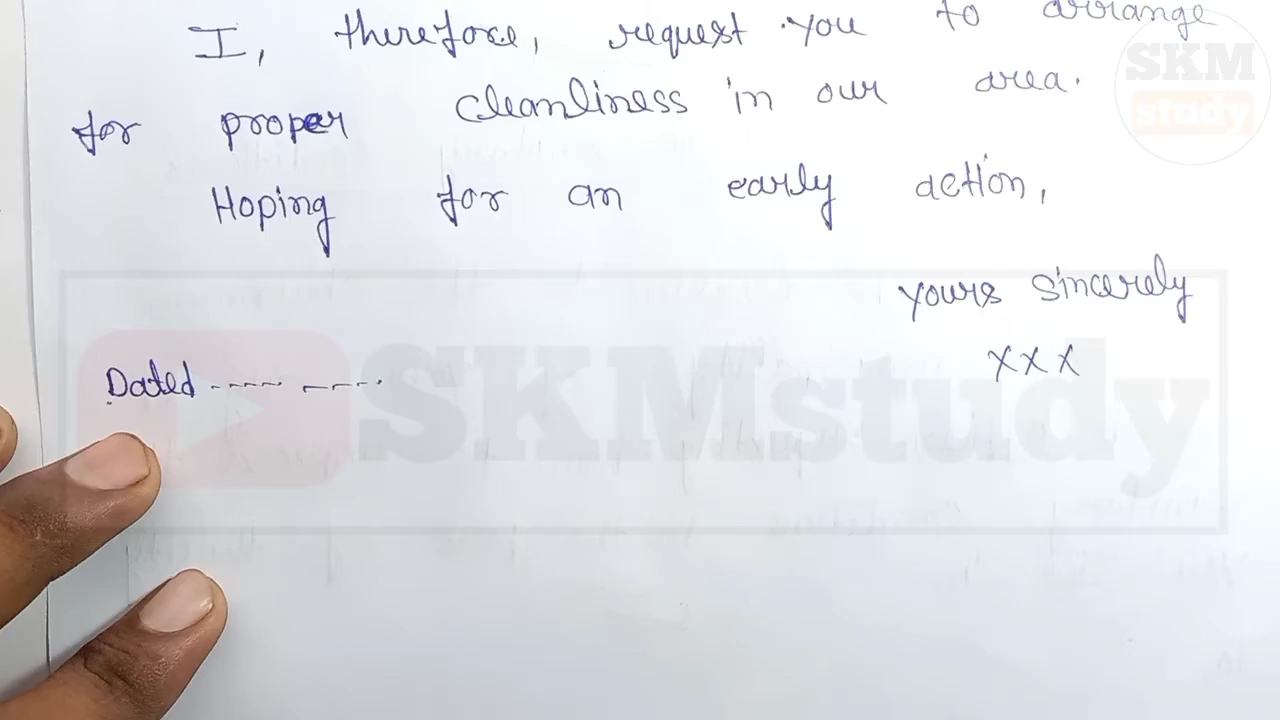 I, therefore, request you to arrange
for proper cleanliness in our area.
Hoping for an early action,
Yours sincerely
XXX
Dated ---- ----
SKM
study
SKMstudy